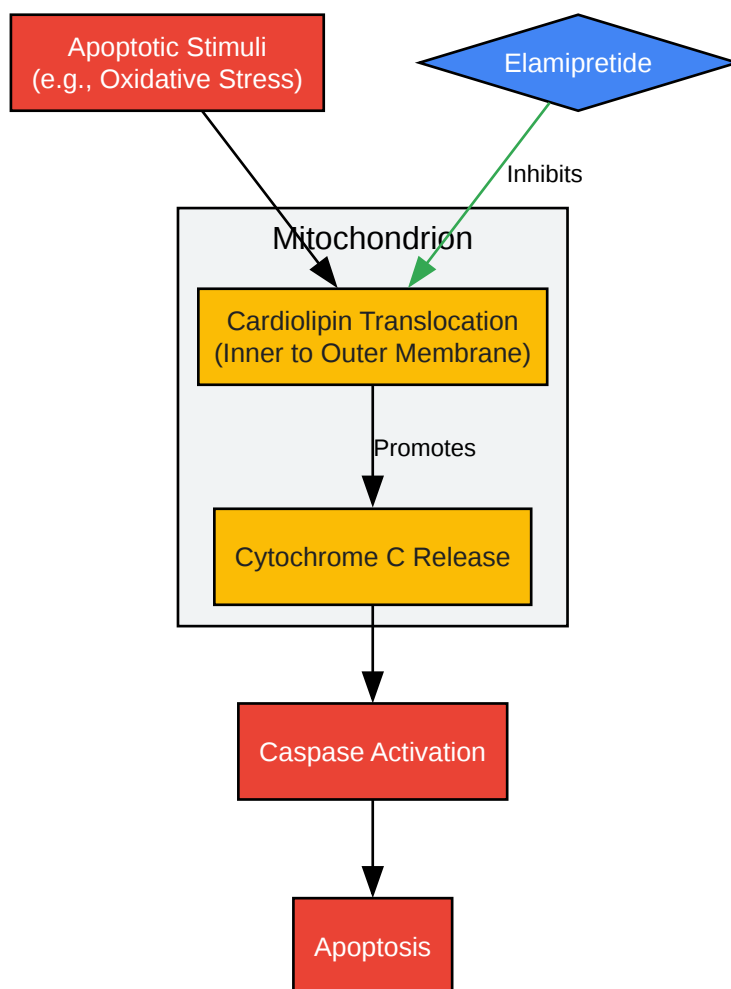 Apoptotic Stimuli
(e.g., Oxidative Stress)
Elamipretide
Inhibits
Mitochondrion
Cardiolipin Translocation
(Inner to Outer Membrane)
Promotes
Cytochrome C Release
Caspase Activation
Apoptosis